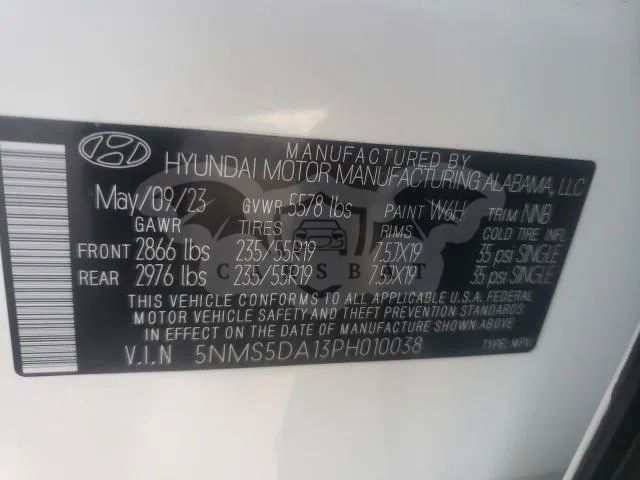 MANUFACTURED BY
HYUNDAI MOTOR MANUFACTURING ALABAMA, LLC
May/09/23 GVWR 5578 lbs PAINT W6H TRIM NNB
GAWR TIRES RIMS COLD TIRE INFL
FRONT 2866 lbs 235/55R19 7.5JX19 35 psi SINGLE
REAR 2976 lbs 235/55R19 7.5JX19 35 psi SINGLE
THIS VEHICLE CONFORMS TO ALL APPLICABLE U.S.A. FEDERAL
MOTOR VEHICLE SAFETY AND THEFT PREVENTION STANDARDS
IN EFFECT ON THE DATE OF MANUFACTURE SHOWN ABOVE
V.I.N 5NMS5DA13PH010038 TYPE: MPV
CARS BAT